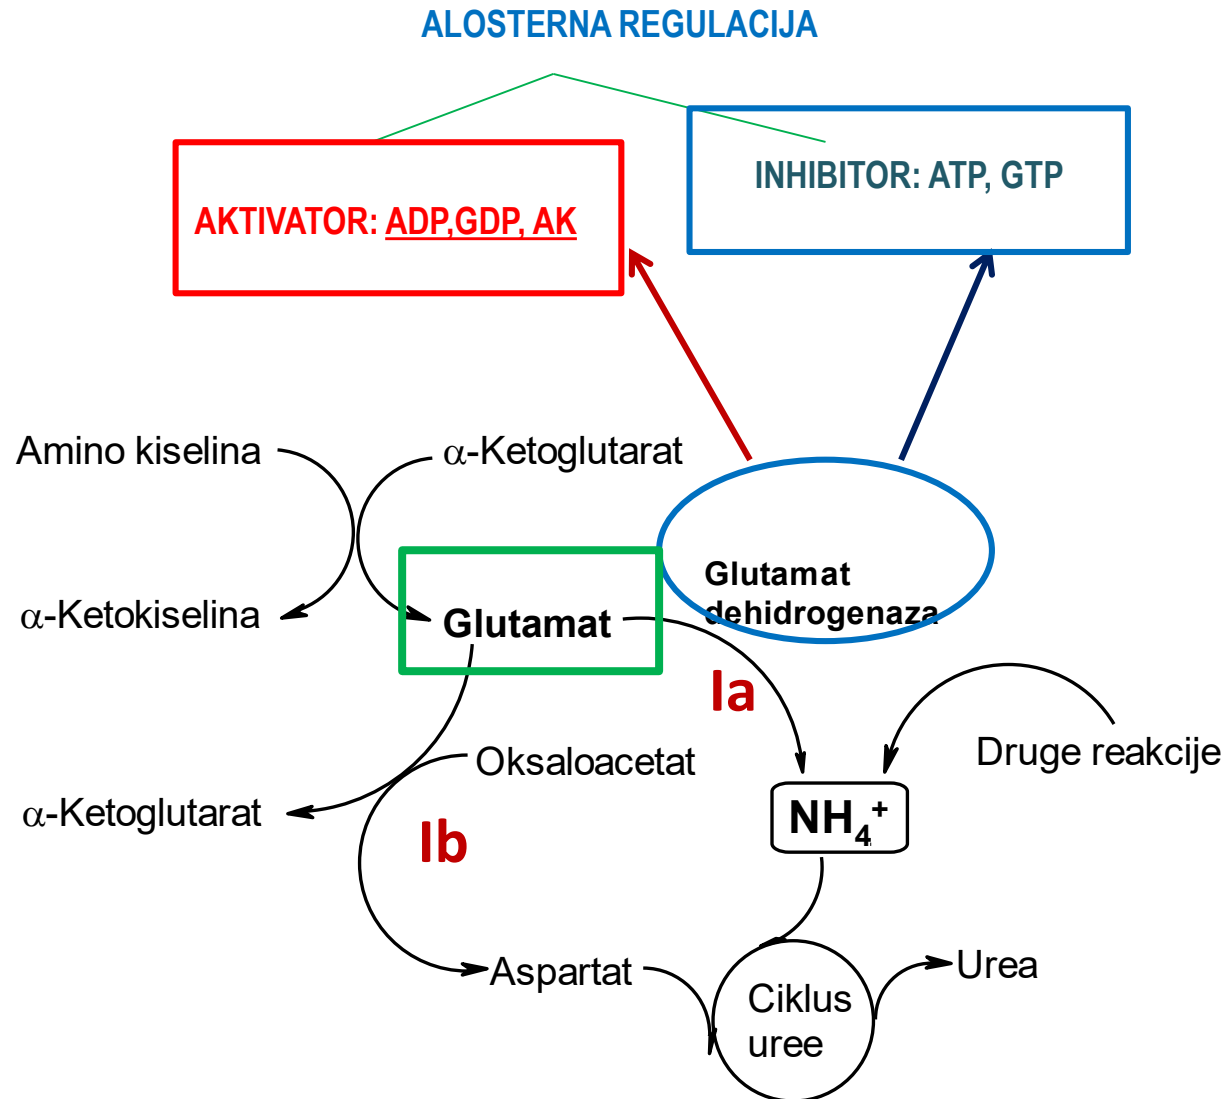 ALOSTERNA REGULACIJA
AKTIVATOR: ADP,GDP, AK
INHIBITOR: ATP, GTP
Amino kiselina
α-Ketoglutarat
α-Ketokiselina
Glutamat
Glutamat
dehidrogenaza
Ia
Oksaloacetat
Druge reakcije
α-Ketoglutarat
Ib
NH₄⁺
Aspartat
Ciklus
uree
Urea